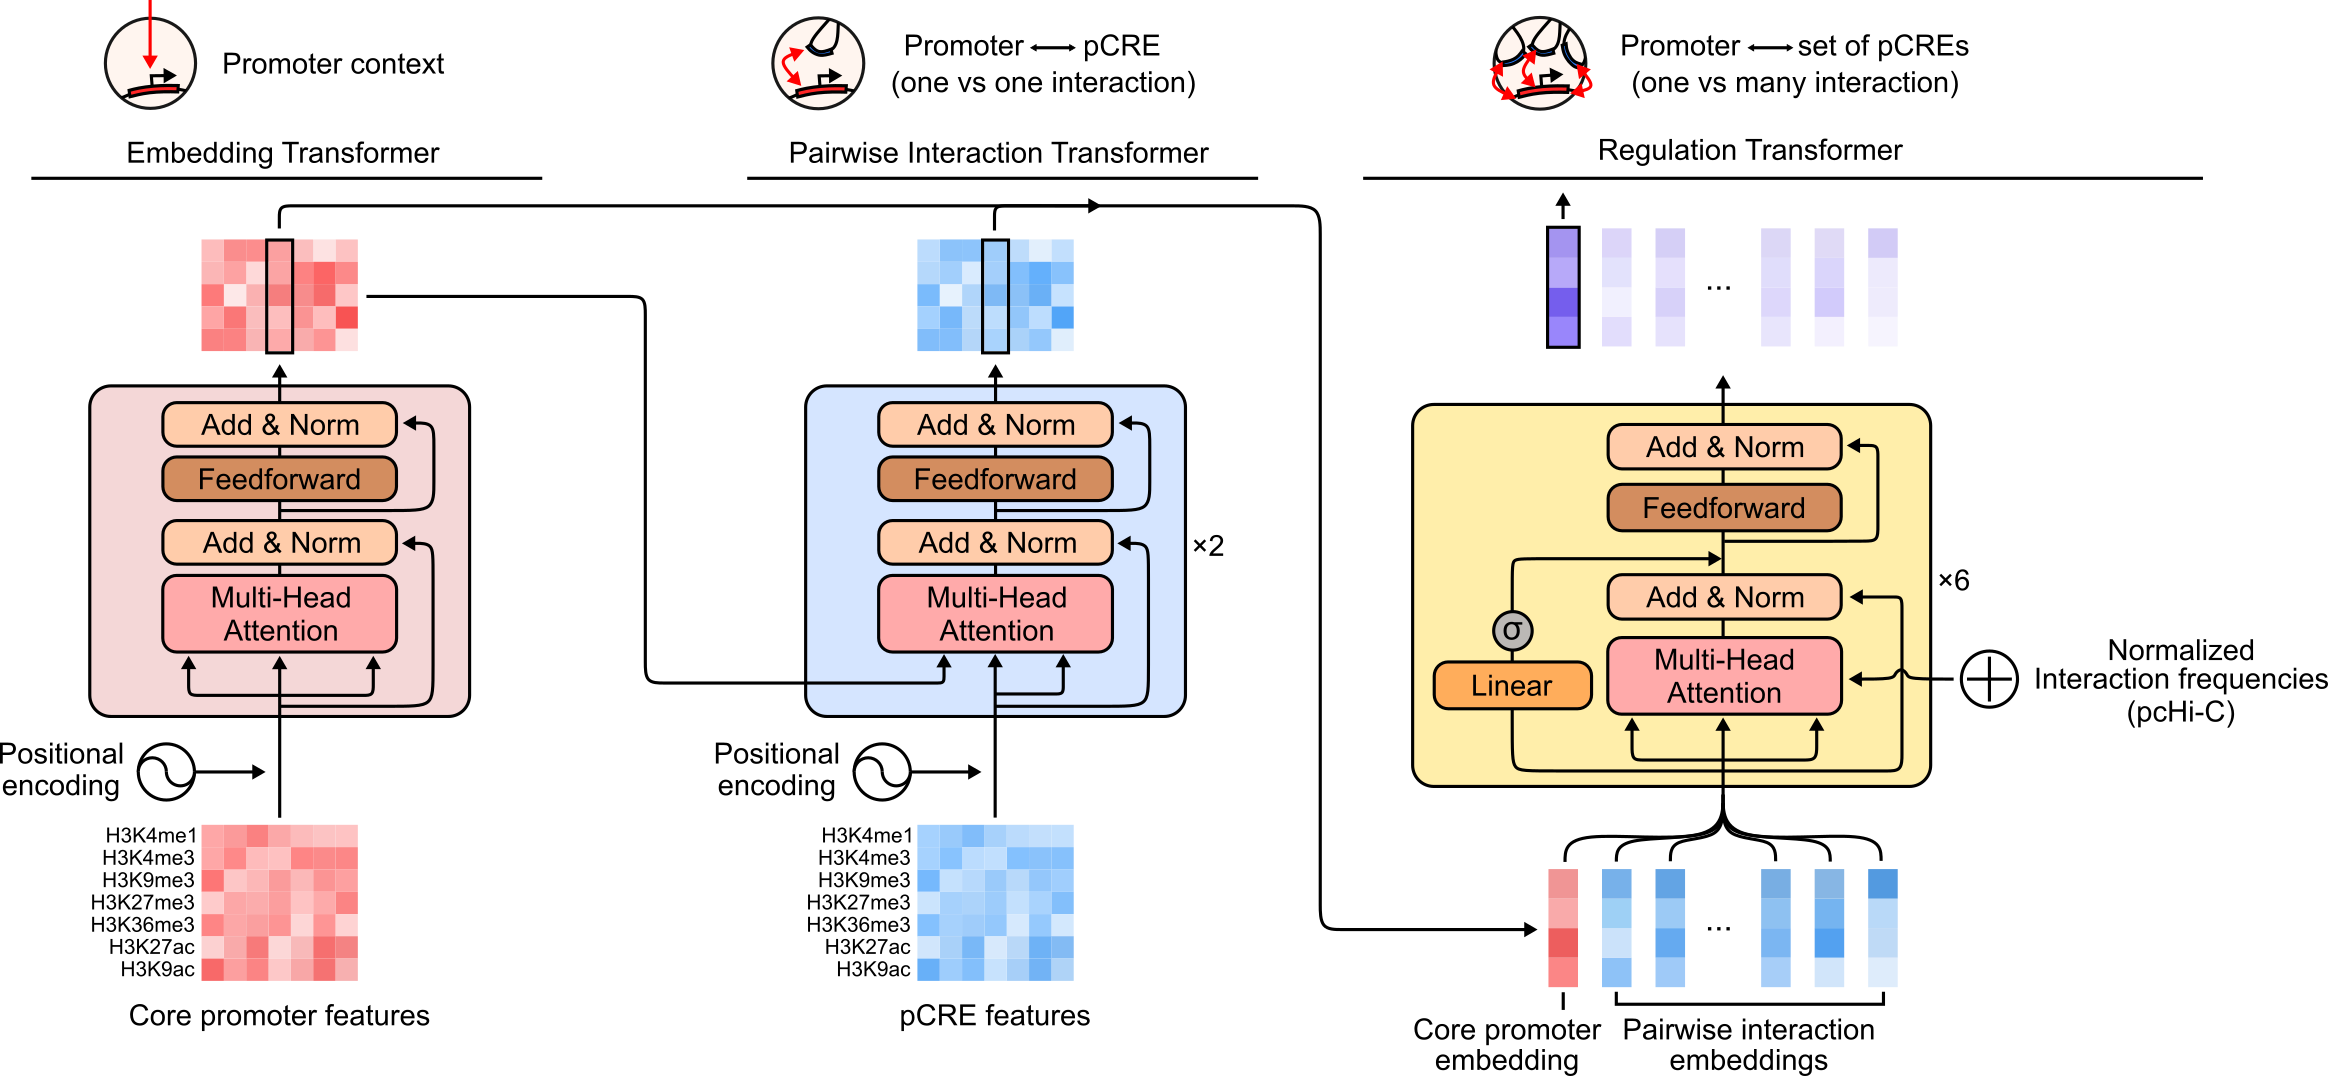 Promoter context
Embedding Transformer
Add & Norm
Feedforward
Add & Norm
Multi-Head
Attention
Positional
encoding
H3K4me1
H3K4me3
H3K9me3
H3K27me3
H3K36me3
H3K27ac
H3K9ac
Core promoter features
Promoter ⟷ pCRE
(one vs one interaction)
Pairwise Interaction Transformer
Add & Norm
Feedforward
Add & Norm
Multi-Head
Attention
×2
Positional
encoding
H3K4me1
H3K4me3
H3K9me3
H3K27me3
H3K36me3
H3K27ac
H3K9ac
pCRE features
Promoter ⟷ set of pCREs
(one vs many interaction)
Regulation Transformer
...
Add & Norm
Feedforward
Add & Norm
σ
Linear
Multi-Head
Attention
×6
Normalized
Interaction frequencies
(pcHi-C)
...
Core promoter
embedding
Pairwise interaction
embeddings